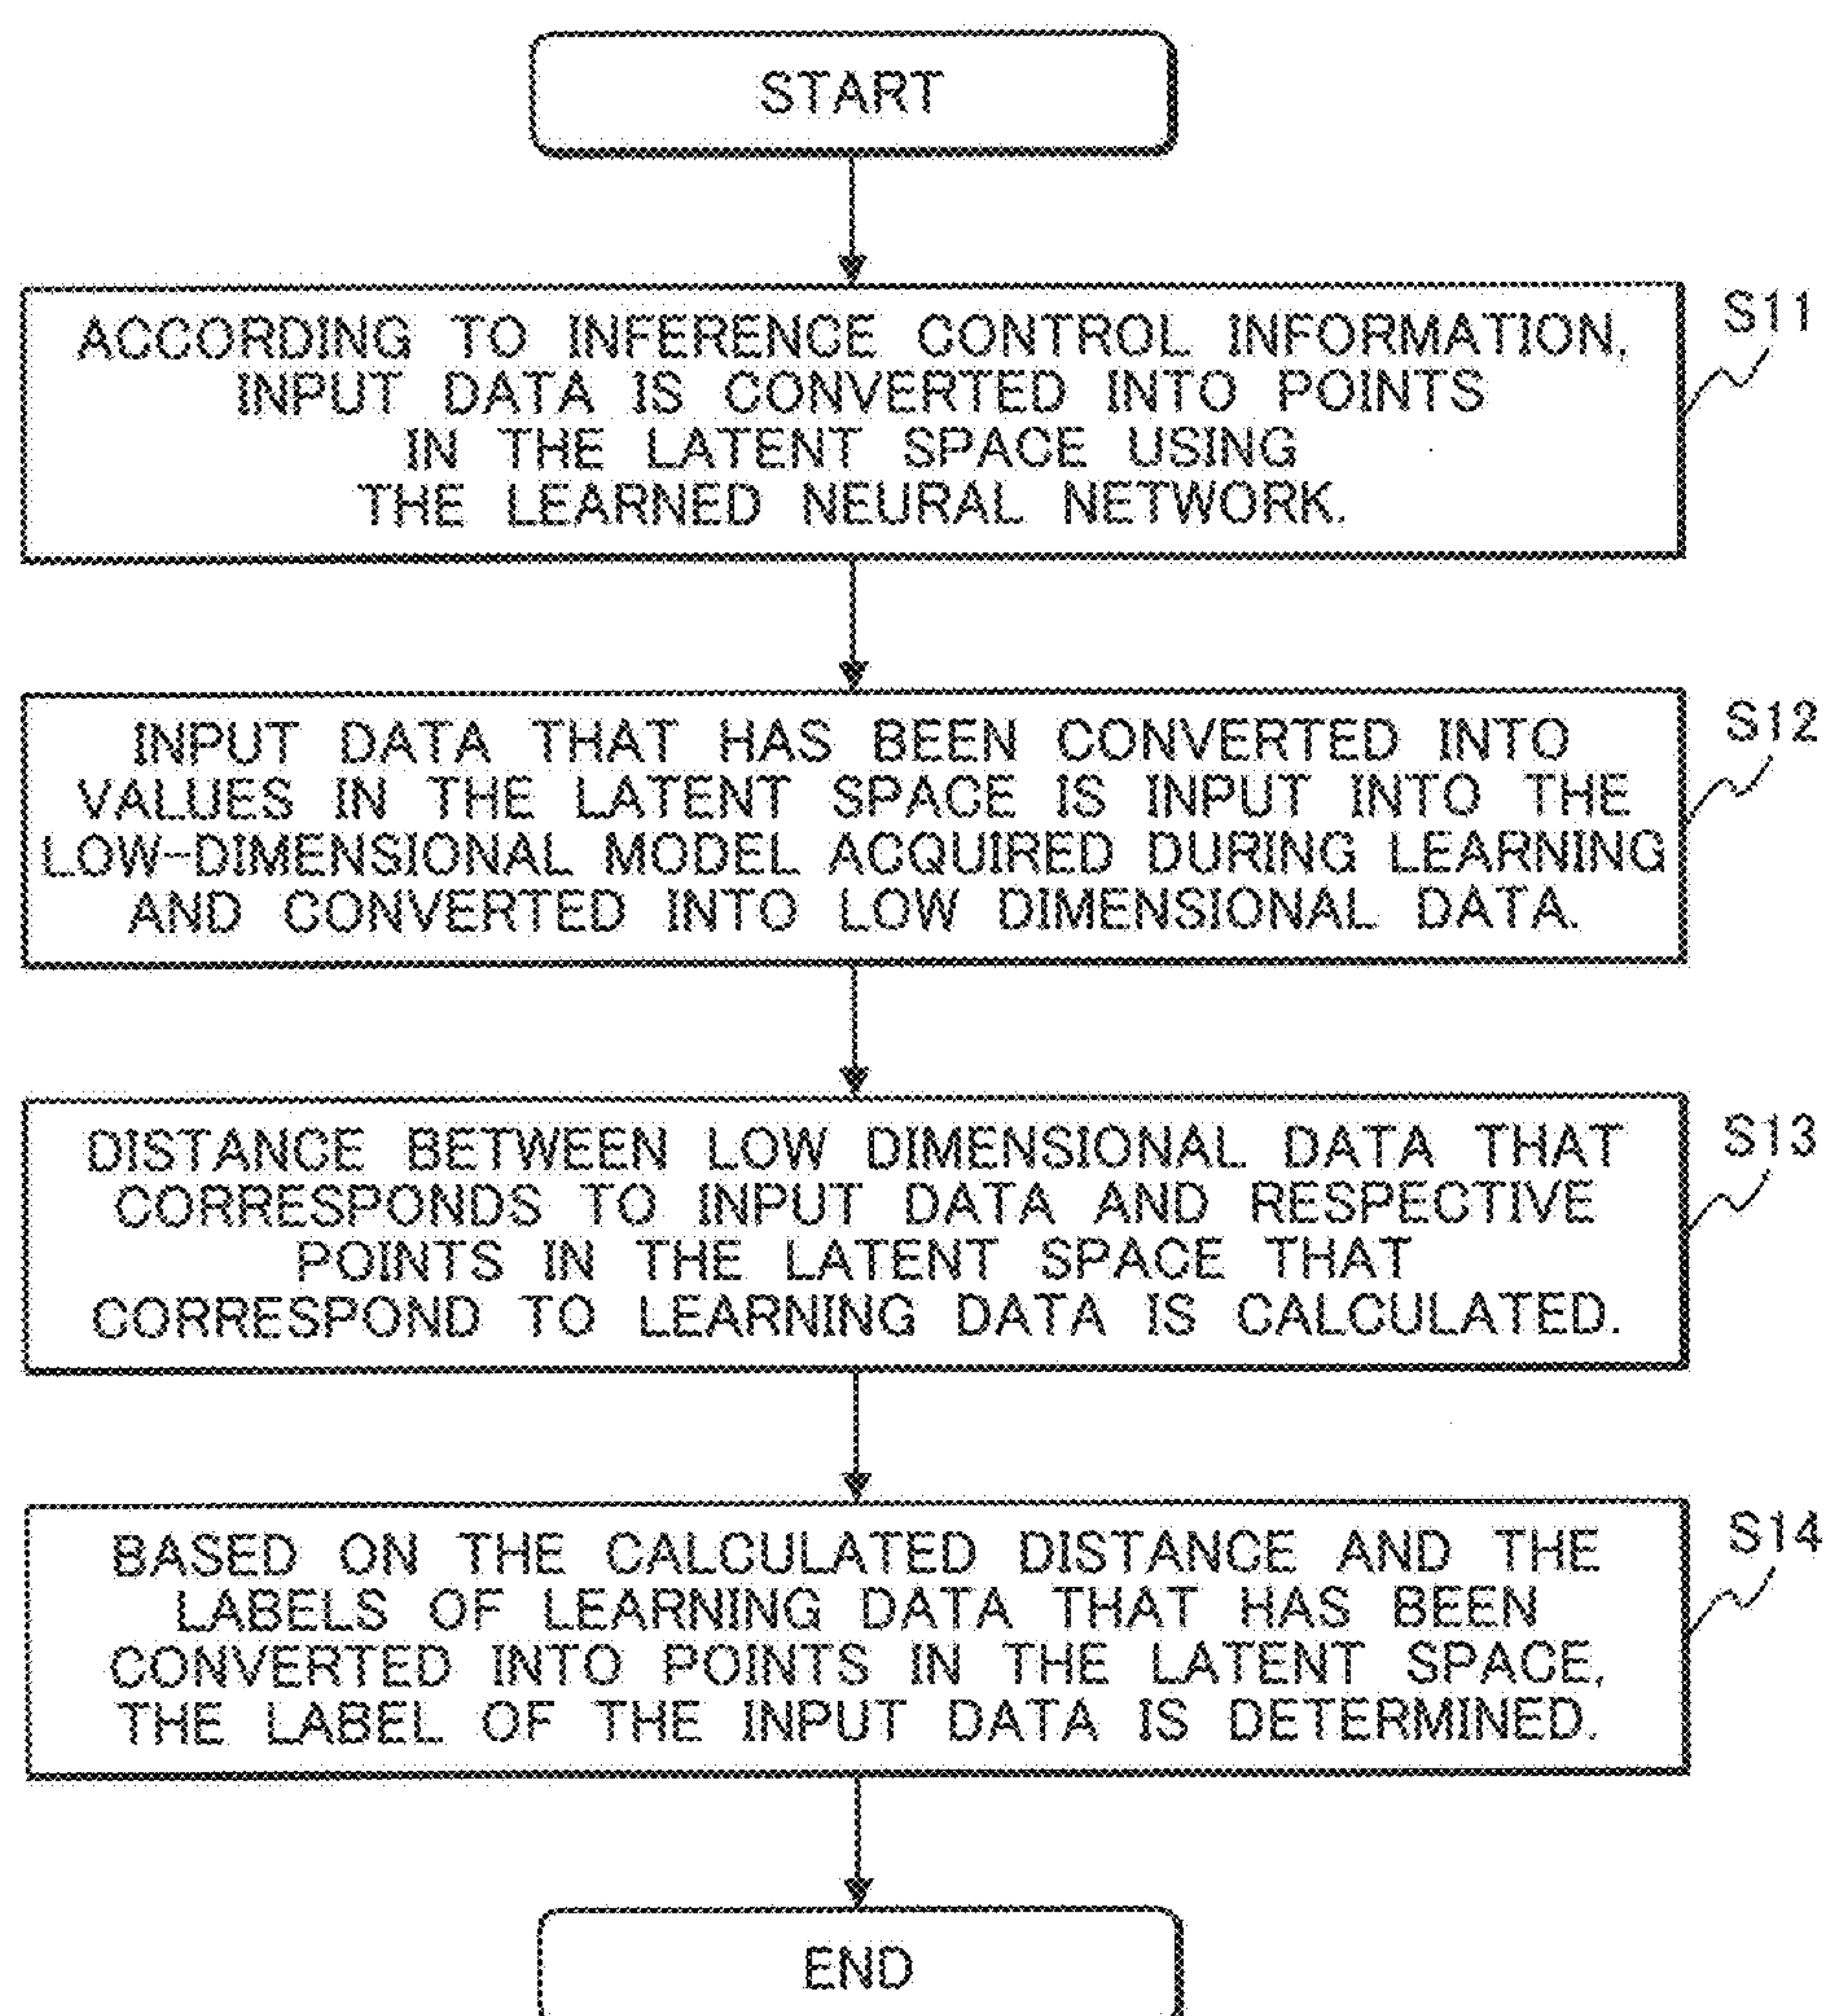 START
ACCORDING TO INFERENCE CONTROL INFORMATION,
INPUT DATA IS CONVERTED INTO POINTS
IN THE LATENT SPACE USING
THE LEARNED NEURAL NETWORK.
S11
INPUT DATA THAT HAS BEEN CONVERTED INTO
VALUES IN THE LATENT SPACE IS INPUT INTO THE
LOW-DIMENSIONAL MODEL ACQUIRED DURING LEARNING
AND CONVERTED INTO LOW DIMENSIONAL DATA.
S12
DISTANCE BETWEEN LOW DIMENSIONAL DATA THAT
CORRESPONDS TO INPUT DATA AND RESPECTIVE
POINTS IN THE LATENT SPACE THAT
CORRESPOND TO LEARNING DATA IS CALCULATED.
S13
BASED ON THE CALCULATED DISTANCE AND THE
LABELS OF LEARNING DATA THAT HAS BEEN
CONVERTED INTO POINTS IN THE LATENT SPACE,
THE LABEL OF THE INPUT DATA IS DETERMINED.
S14
END